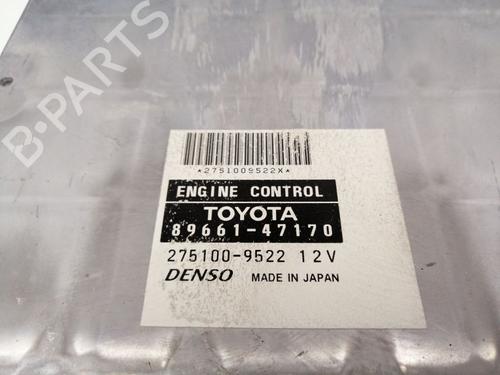 B-PARTS
*2751009522X*
ENGINE CONTROL
TOYOTA
89661-47170
275100-9522 12V
DENSO MADE IN JAPAN